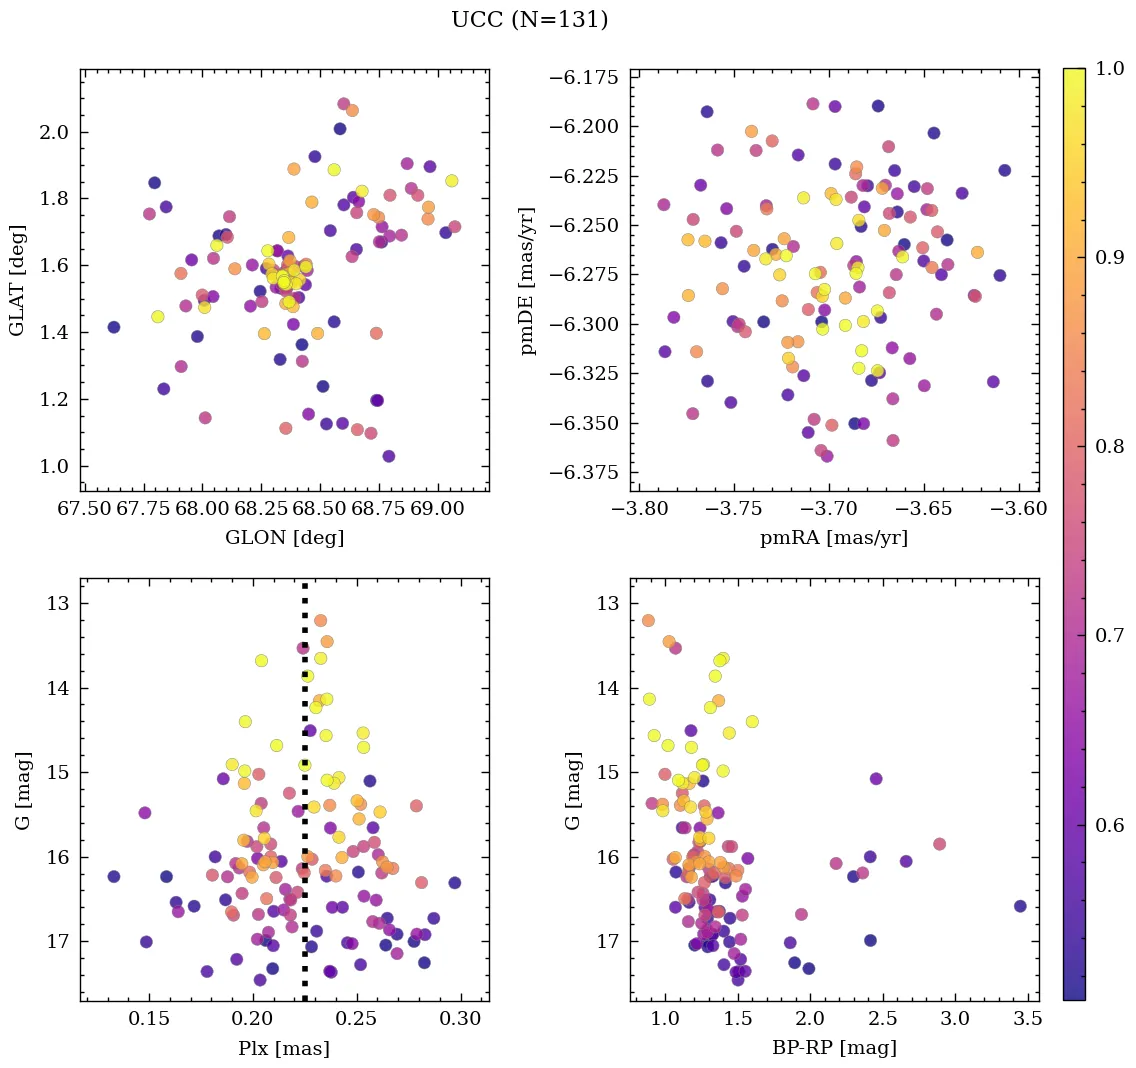 UCC (N=131)
2.0
1.8
1.6
1.4
1.2
1.0
GLAT [deg]
67.50 67.75 68.00 68.25 68.50 68.75 69.00
GLON [deg]
−6.175
−6.200
−6.225
−6.250
−6.275
−6.300
−6.325
−6.350
−6.375
pmDE [mas/yr]
−3.80 −3.75 −3.70 −3.65 −3.60
pmRA [mas/yr]
1.0
0.9
0.8
0.7
0.6
13
14
15
16
17
G [mag]
0.15 0.20 0.25 0.30
Plx [mas]
13
14
15
16
17
G [mag]
1.0 1.5 2.0 2.5 3.0 3.5
BP-RP [mag]